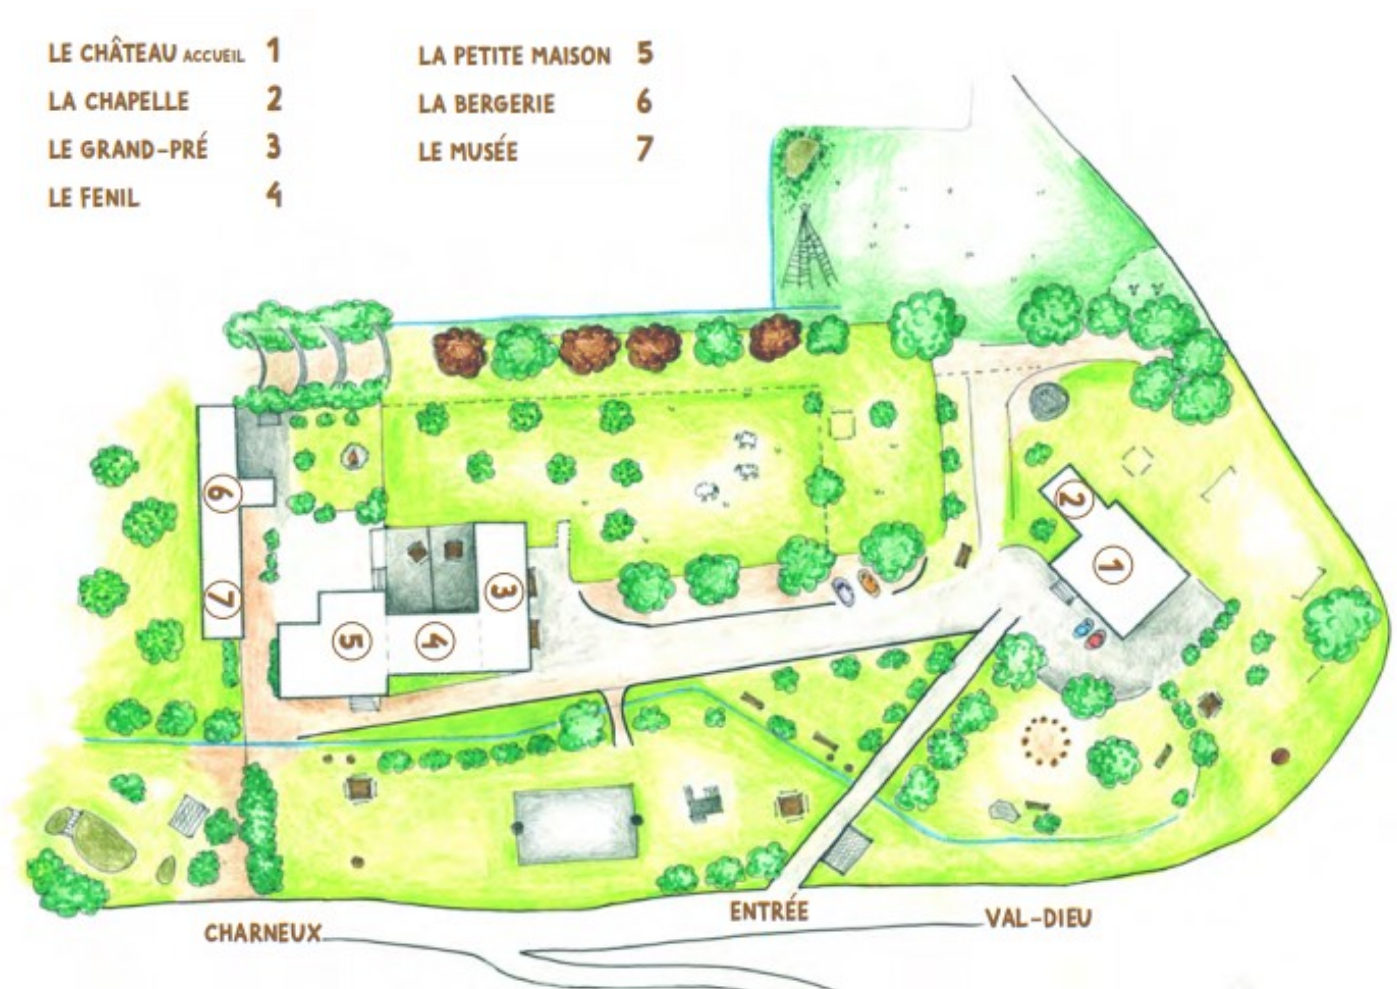 LE CHÂTEAU ACCUEIL 1
LA CHAPELLE 2
LE GRAND-PRÉ 3
LE FENIL 4
LA PETITE MAISON 5
LA BERGERIE 6
LE MUSÉE 7
6
7
5
4
3
2
1
CHARNEUX
ENTRÉE
VAL-DIEU